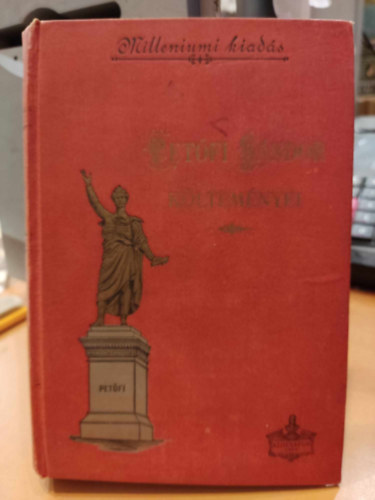 Milleniumi kiadás
PETŐFI SÁNDOR
KÖLTEMÉNYEI
PETŐFI